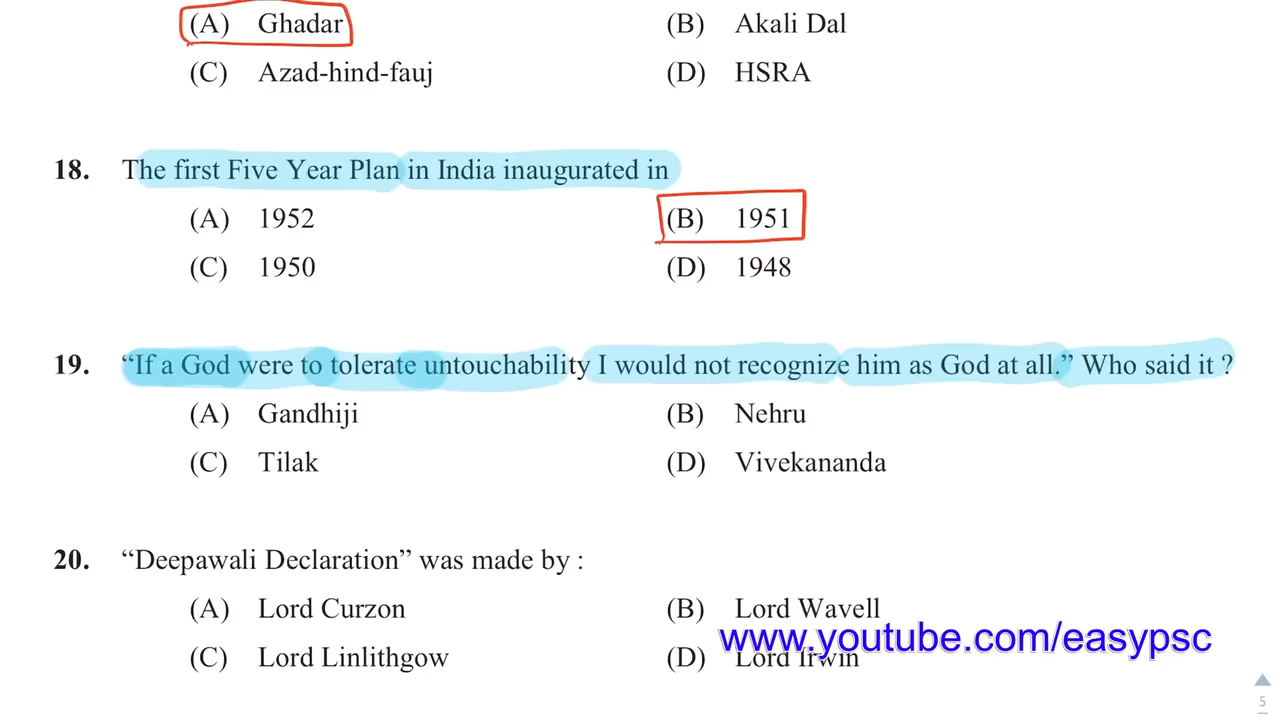 (A) Ghadar (B) Akali Dal
(C) Azad-hind-fauj (D) HSRA
18. The first Five Year Plan in India inaugurated in
(A) 1952 (B) 1951
(C) 1950 (D) 1948
19. “If a God were to tolerate untouchability I would not recognize him as God at all.” Who said it ?
(A) Gandhiji (B) Nehru
(C) Tilak (D) Vivekananda
20. “Deepawali Declaration” was made by :
(A) Lord Curzon (B) Lord Wavell
www.youtube.com/easypsc
(C) Lord Linlithgow (D) Lord Irwin
5